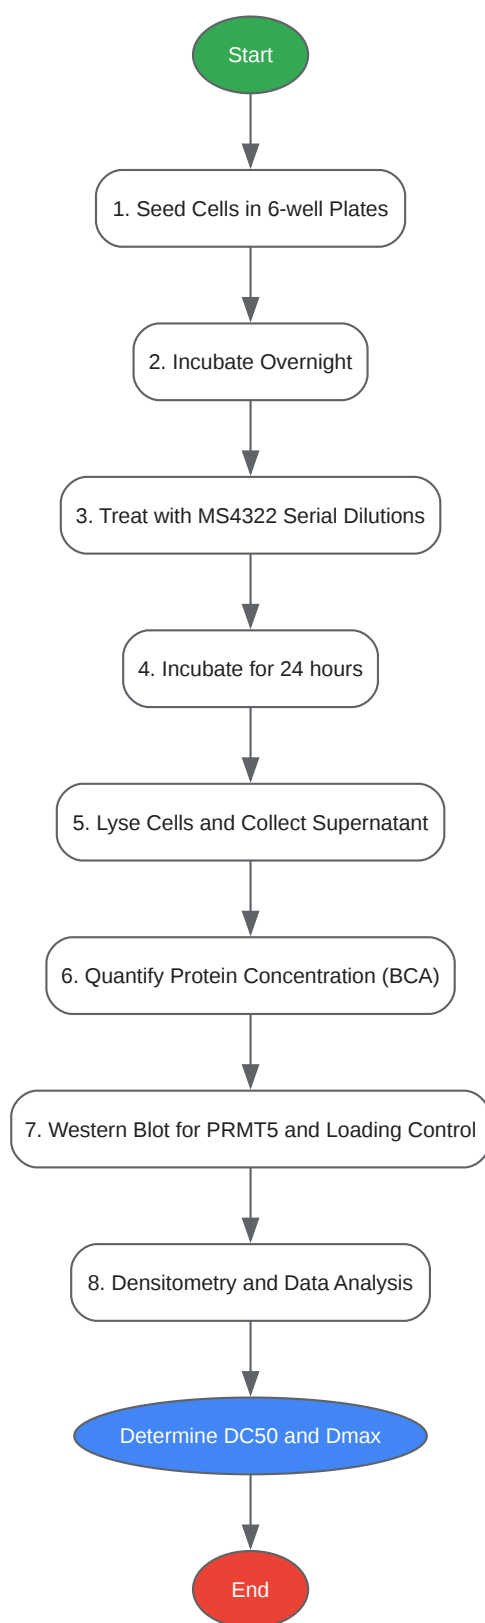 Start
1. Seed Cells in 6-well Plates
2. Incubate Overnight
3. Treat with MS4322 Serial Dilutions
4. Incubate for 24 hours
5. Lyse Cells and Collect Supernatant
6. Quantify Protein Concentration (BCA)
7. Western Blot for PRMT5 and Loading Control
8. Densitometry and Data Analysis
Determine DC50 and Dmax
End